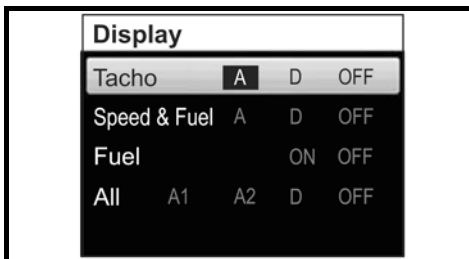 Display
Tacho A D OFF
Speed & Fuel A D OFF
Fuel ON OFF
All A1 A2 D OFF